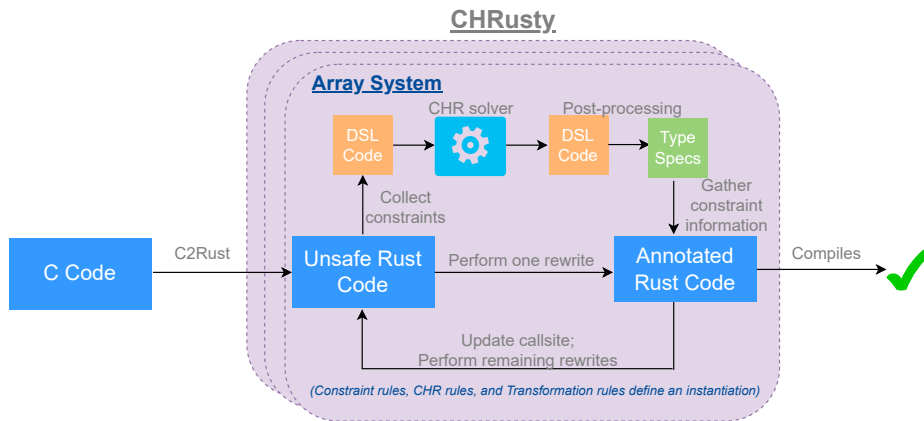 CHRusty
Array System
CHR solver
Post-processing
DSL
Code
DSL
Code
Type
Specs
Collect
constraints
Gather
constraint
information
C Code
C2Rust
Unsafe Rust
Code
Perform one rewrite
Annotated
Rust Code
Compiles
Update callsite;
Perform remaining rewrites
(Constraint rules, CHR rules, and Transformation rules define an instantiation)